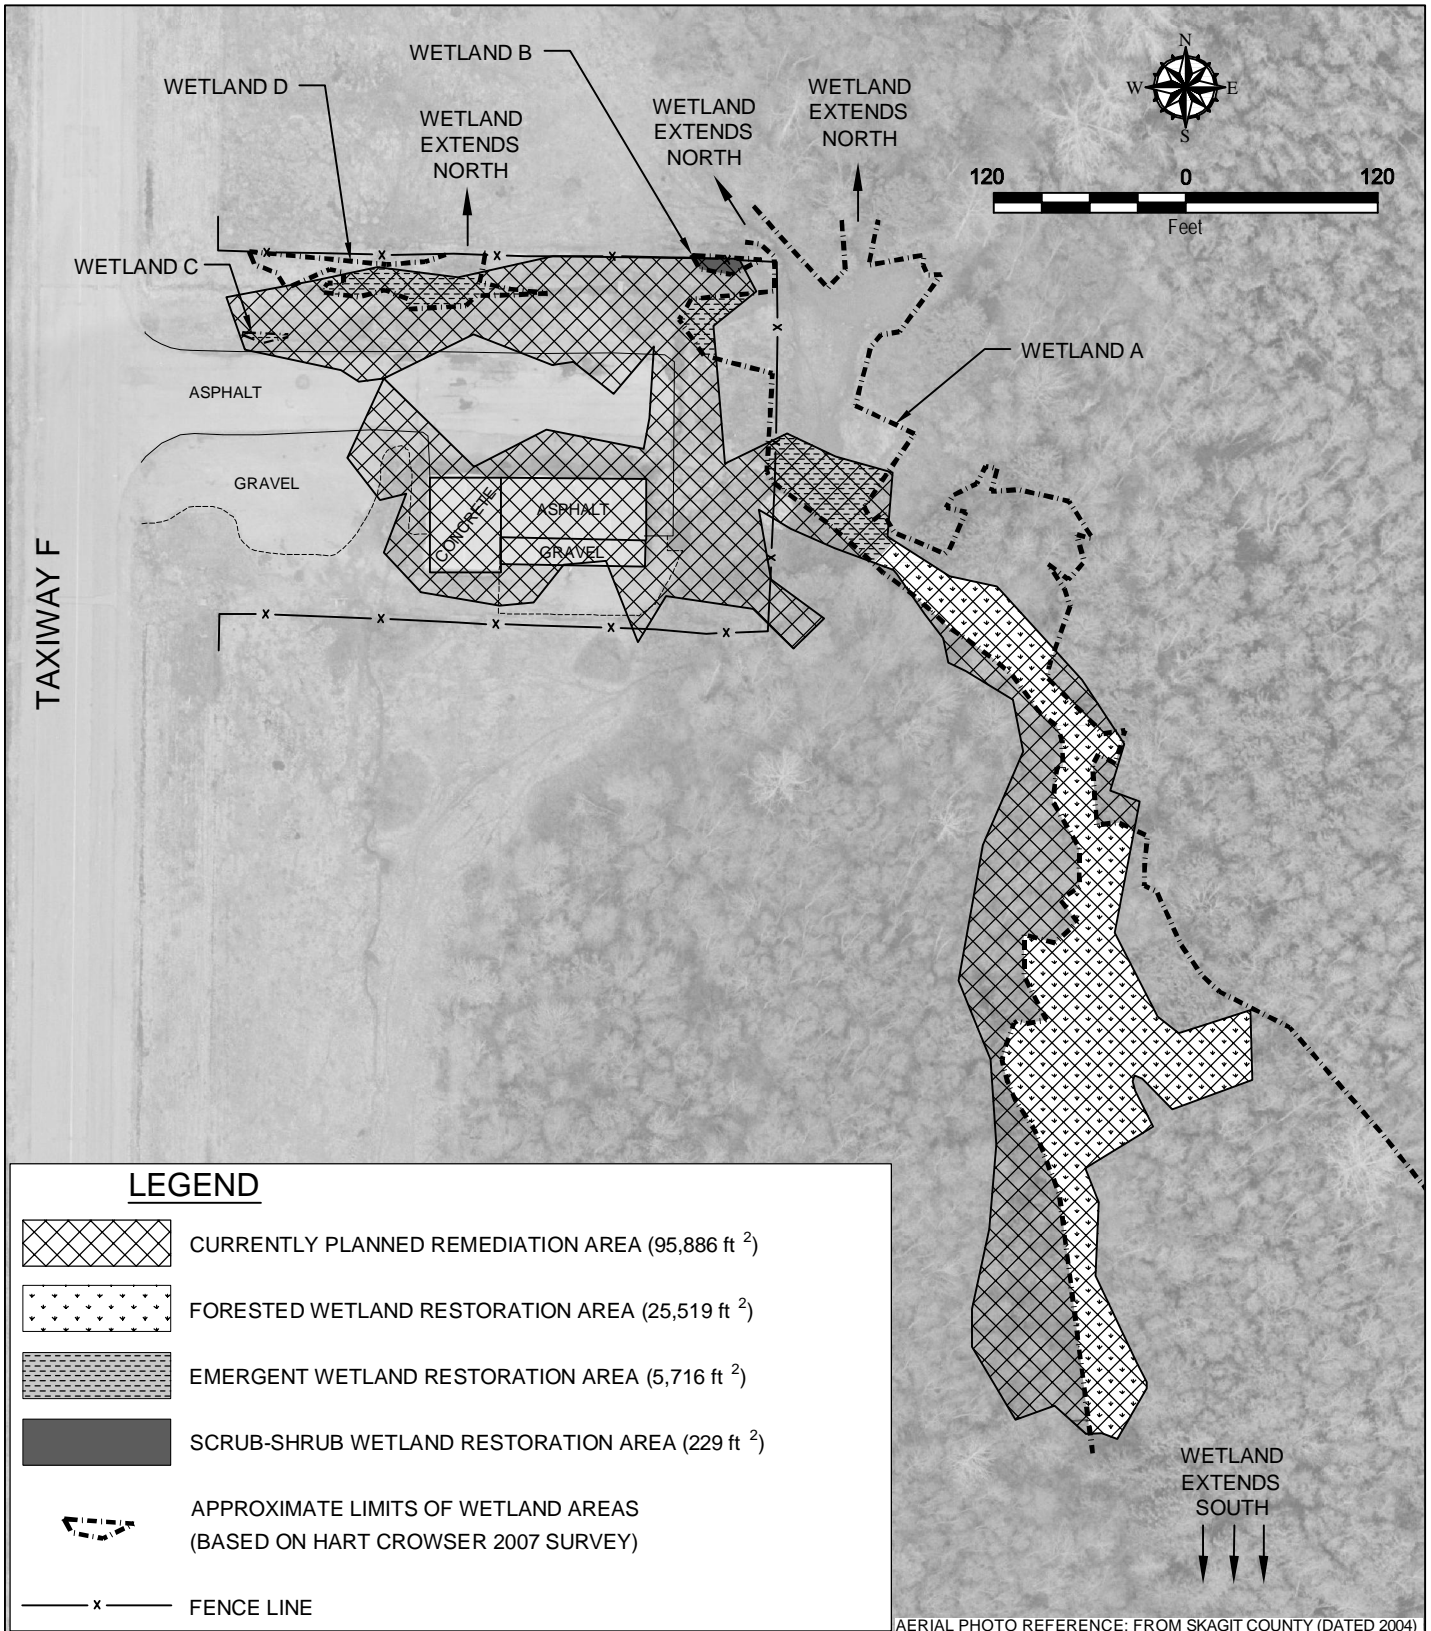 WETLAND B
WETLAND D
WETLAND
EXTENDS
NORTH
WETLAND
EXTENDS
NORTH
WETLAND
EXTENDS
NORTH
N
W E
S
120 0 120
Feet
WETLAND C
WETLAND A
ASPHALT
GRAVEL
CONCRETE
ASPHALT
GRAVEL
TAXIWAY F
X X X X
X
X
X X X X X
LEGEND
CURRENTLY PLANNED REMEDIATION AREA (95,886 ft ²)
FORESTED WETLAND RESTORATION AREA (25,519 ft ²)
EMERGENT WETLAND RESTORATION AREA (5,716 ft ²)
SCRUB-SHRUB WETLAND RESTORATION AREA (229 ft ²)
APPROXIMATE LIMITS OF WETLAND AREAS
(BASED ON HART CROWSER 2007 SURVEY)
X FENCE LINE
WETLAND
EXTENDS
SOUTH
AERIAL PHOTO REFERENCE: FROM SKAGIT COUNTY (DATED 2004)